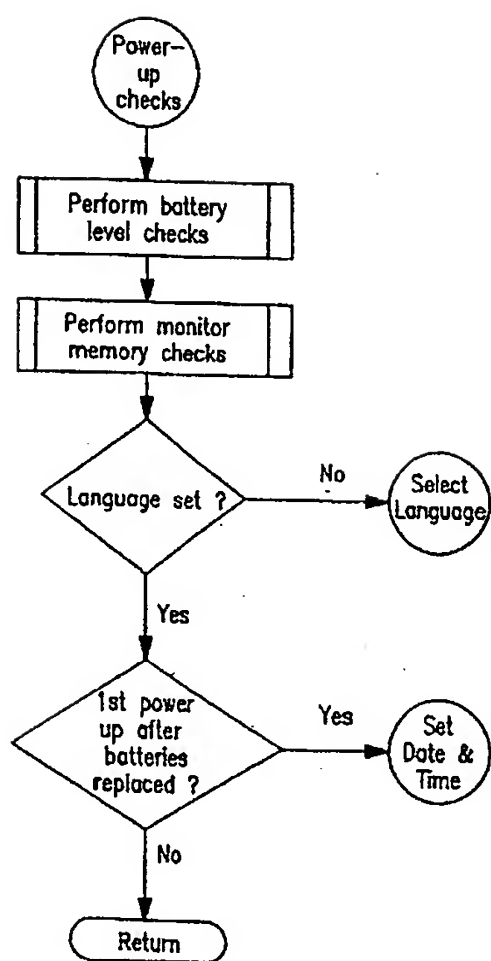 Power-
up
checks
Perform battery
level checks
Perform monitor
memory checks
Language set ?
No
Select
Language
Yes
1st power
up after
batteries
replaced ?
Yes
Set
Date &
Time
No
Return